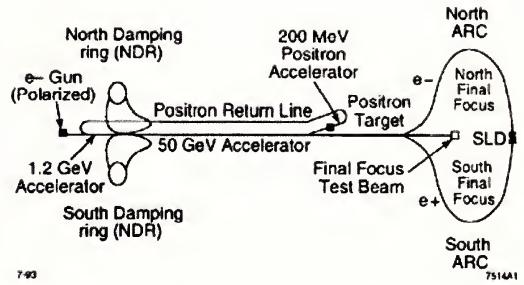 North Damping
ring (NDR)
e– Gun
(Polarized)
200 MeV
Positron
Accelerator
Positron Return Line
Positron
Target
North
ARC
e–
North
Final
Focus
1.2 GeV
Accelerator
50 GeV Accelerator
Final Focus
Test Beam
SLD
South
Final
Focus
e+
South Damping
ring (NDR)
South
ARC
7-93
7514A1